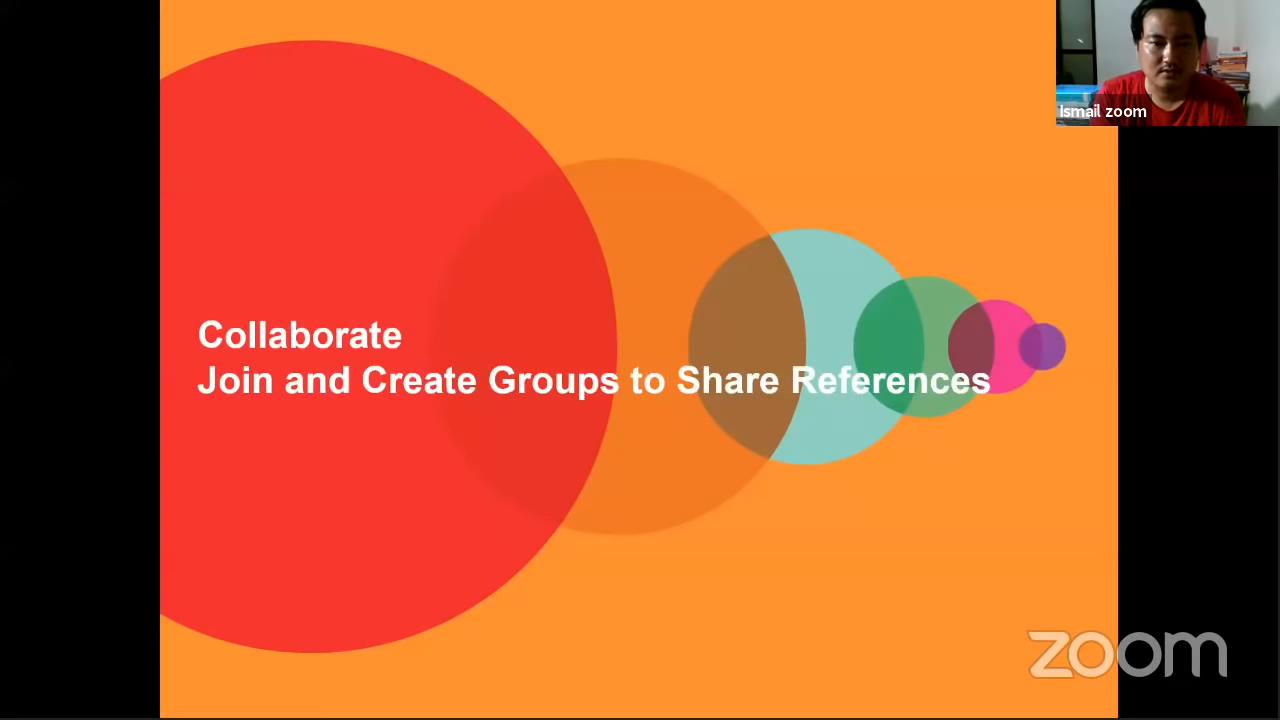 Ismail zoom
Collaborate
Join and Create Groups to Share References
zoom